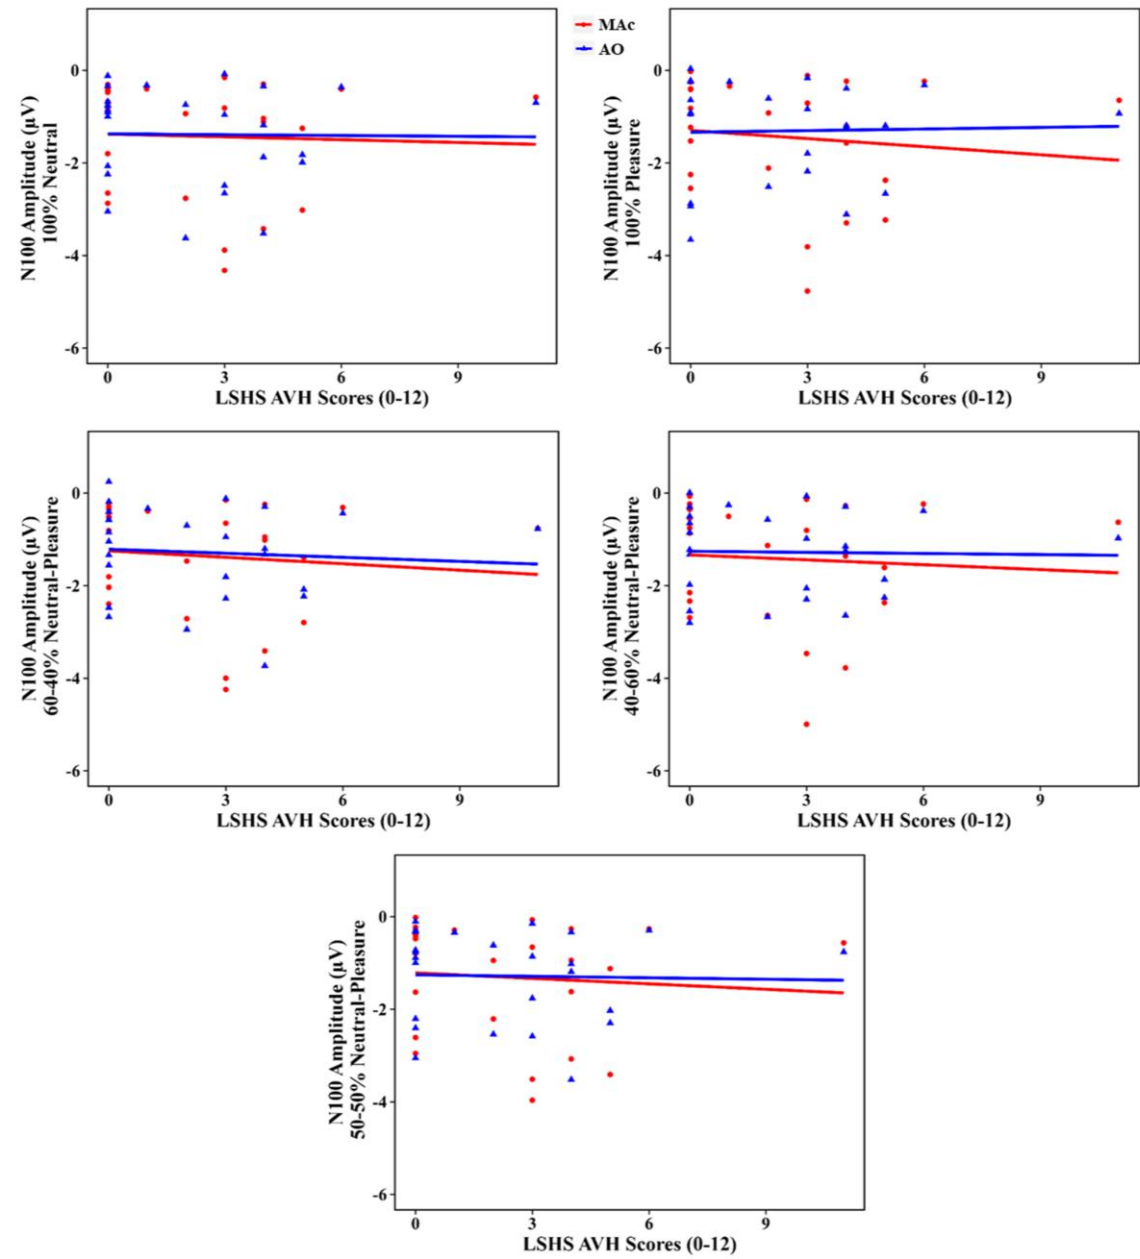 MAc
AO
0
-2
-4
-6
N100 Amplitude (μV)
100% Neutral
0 3 6 9
LSHS AVH Scores (0-12)
0
-2
-4
-6
N100 Amplitude (μV)
100% Pleasure
0 3 6 9
LSHS AVH Scores (0-12)
0
-2
-4
-6
N100 Amplitude (μV)
60-40% Neutral-Pleasure
0 3 6 9
LSHS AVH Scores (0-12)
0
-2
-4
-6
N100 Amplitude (μV)
40-60% Neutral-Pleasure
0 3 6 9
LSHS AVH Scores (0-12)
0
-2
-4
-6
N100 Amplitude (μV)
50-50% Neutral-Pleasure
0 3 6 9
LSHS AVH Scores (0-12)